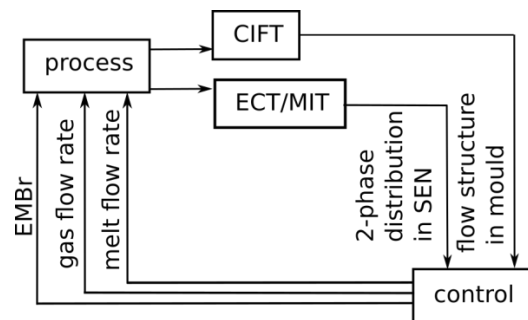 CIFT
process
ECT/MIT
EMBr
gas flow rate
melt flow rate
2-phase
distribution
in SEN
flow structure
in mould
control